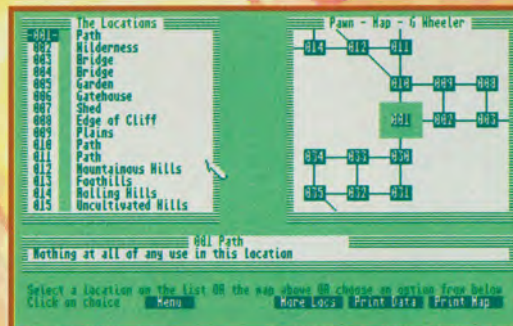 The Locations
-001- Path
002 Wilderness
003 Bridge
004 Bridge
005 Garden
006 Gatehouse
007 Shed
008 Edge of Cliff
009 Plains
010 Path
011 Path
012 Mountainous Hills
013 Foothills
014 Rolling Hills
015 Uncultivated Hills
Pawn - Map - G Wheeler
014 012 011
010 009 008
001 002 003
034 033 030
035 032 031
001 Path
Nothing at all of any use in this location
Select a location on the list OR the map above OR choose an option from below
Click on choice Menu More Locs Print Data Print Map